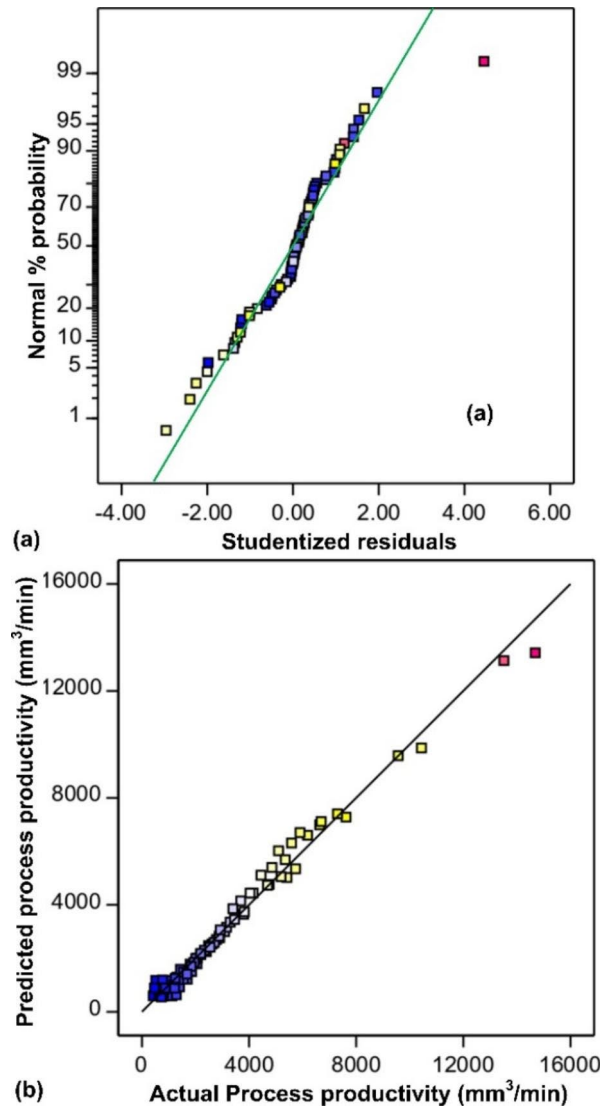 99
95
90
70
50
20
10
5
1
Normal % probability
(a)
-4.00 -2.00 0.00 2.00 4.00 6.00
(a) Studentized residuals
16000
12000
8000
4000
0
Predicted process productivity (mm³/min)
0 4000 8000 12000 16000
(b) Actual Process productivity (mm³/min)